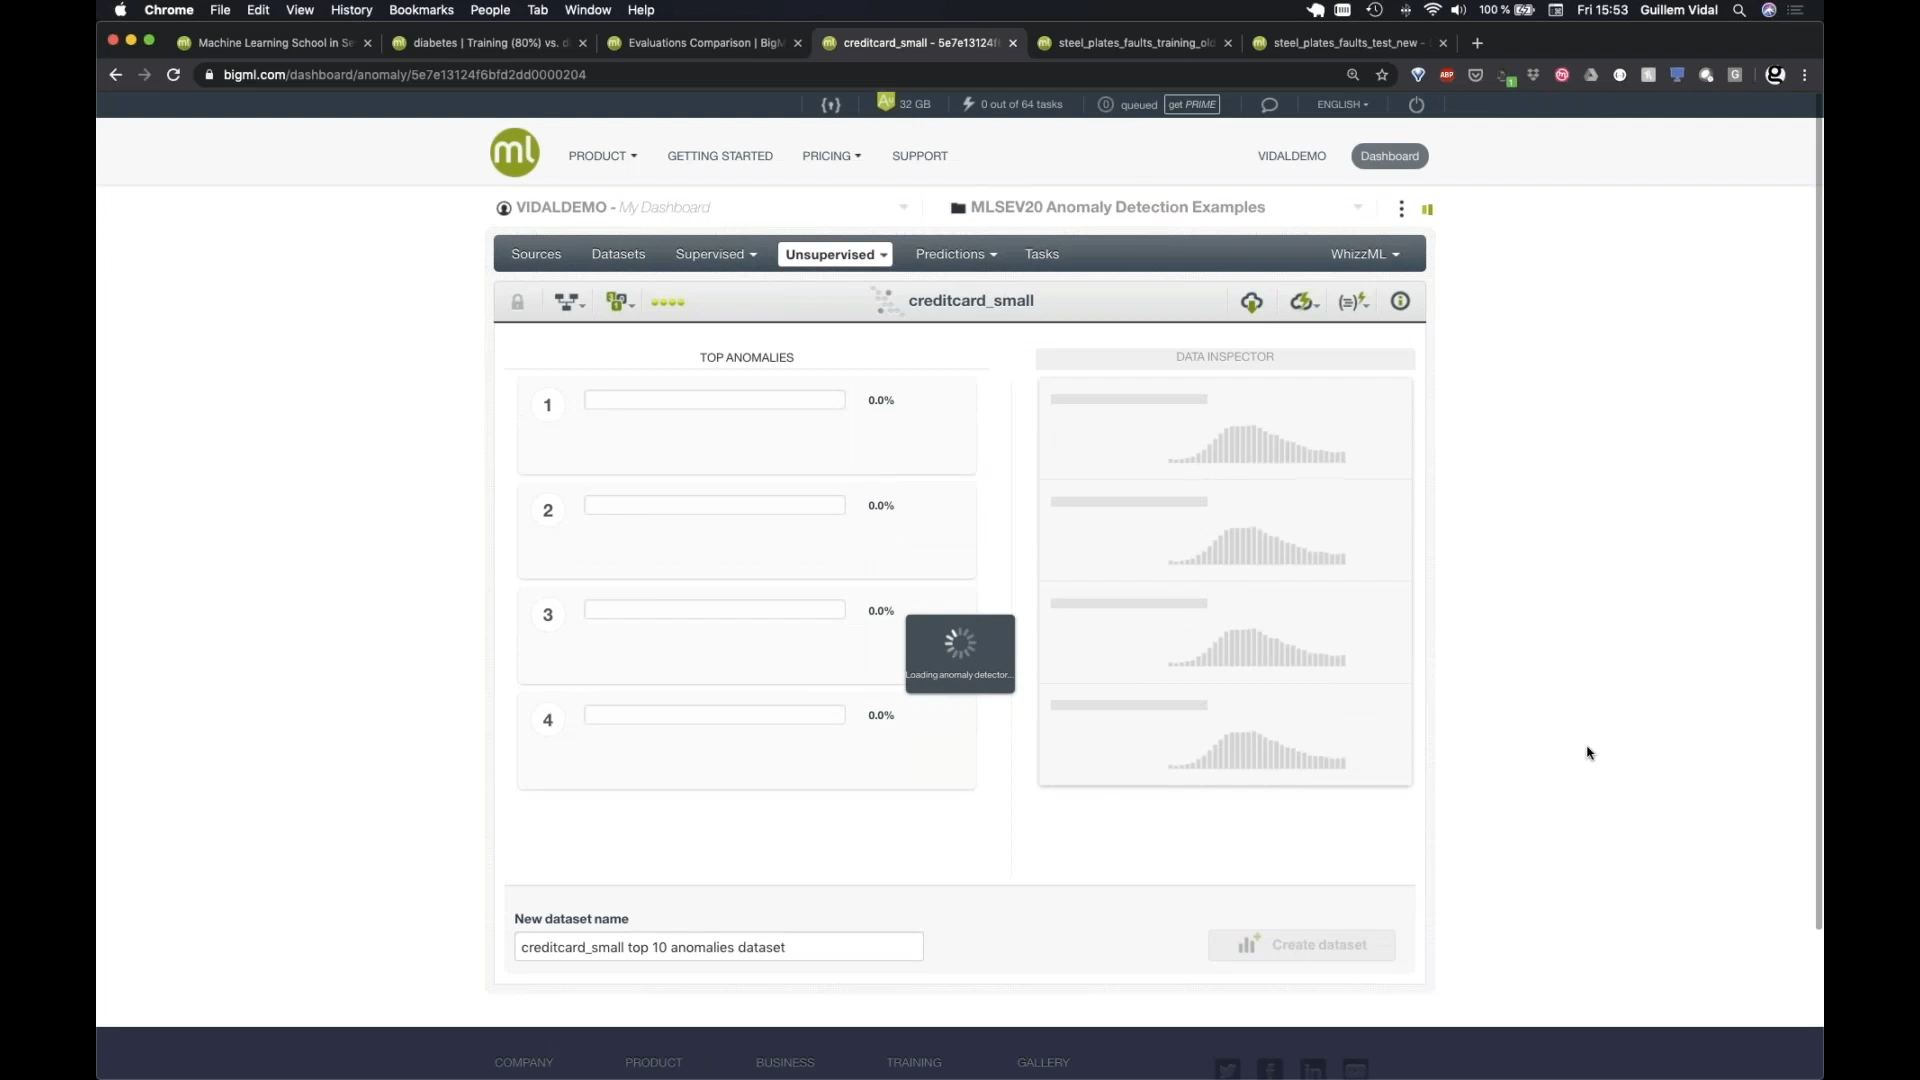 Chrome File Edit View History Bookmarks People Tab Window Help 100 % Fri 15:53 Guillem Vidal
Machine Learning School in Se diabetes | Training (80%) vs. d Evaluations Comparison | BigM creditcard_small - 5e7e13124f steel_plates_faults_training_old steel_plates_faults_test_new -
bigml.com/dashboard/anomaly/5e7e13124f6bfd2dd0000204
32 GB 0 out of 64 tasks 0 queued get PRIME ENGLISH
ml PRODUCT GETTING STARTED PRICING SUPPORT VIDALDEMO Dashboard
VIDALDEMO - My Dashboard MLSEV20 Anomaly Detection Examples
Sources Datasets Supervised Unsupervised Predictions Tasks WhizzML
creditcard_small
TOP ANOMALIES DATA INSPECTOR
1 0.0%
2 0.0%
3 0.0%
Loading anomaly detector...
4 0.0%
New dataset name
creditcard_small top 10 anomalies dataset Create dataset
COMPANY PRODUCT BUSINESS TRAINING GALLERY